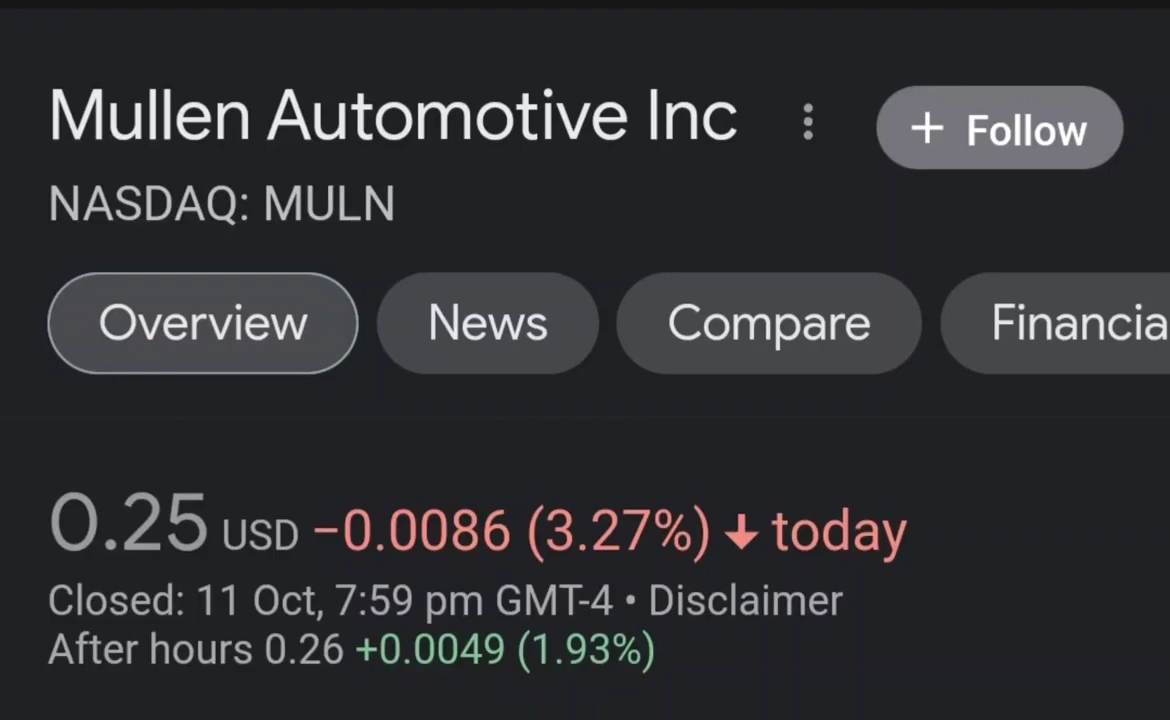 Mullen Automotive Inc
+ Follow
NASDAQ: MULN
Overview News Compare Financia
0.25 USD −0.0086 (3.27%) ↓ today
Closed: 11 Oct, 7:59 pm GMT-4 • Disclaimer
After hours 0.26 +0.0049 (1.93%)